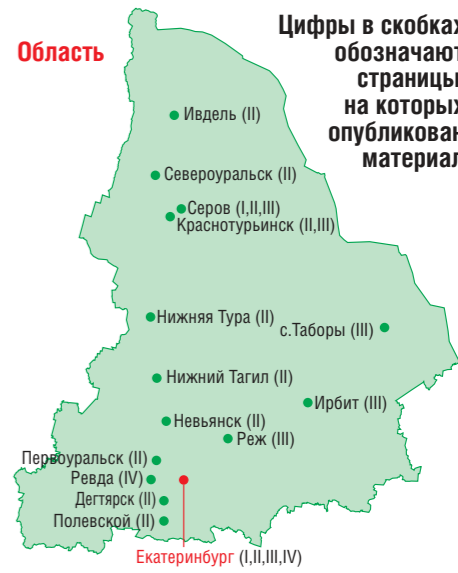 Область
Цифры в скобках
обозначают
страницы,
на которых
опубликован
материал
Ивдель (II)
Североуральск (II)
Серов (I,II,III)
Краснотурьинск (II,III)
Нижняя Тура (II)
с.Таборы (III)
Нижний Тагил (II)
Ирбит (III)
Невьянск (II)
Реж (III)
Первоуральск (II)
Ревда (IV)
Дегтярск (II)
Полевской (II)
Екатеринбург (I,II,III,IV)